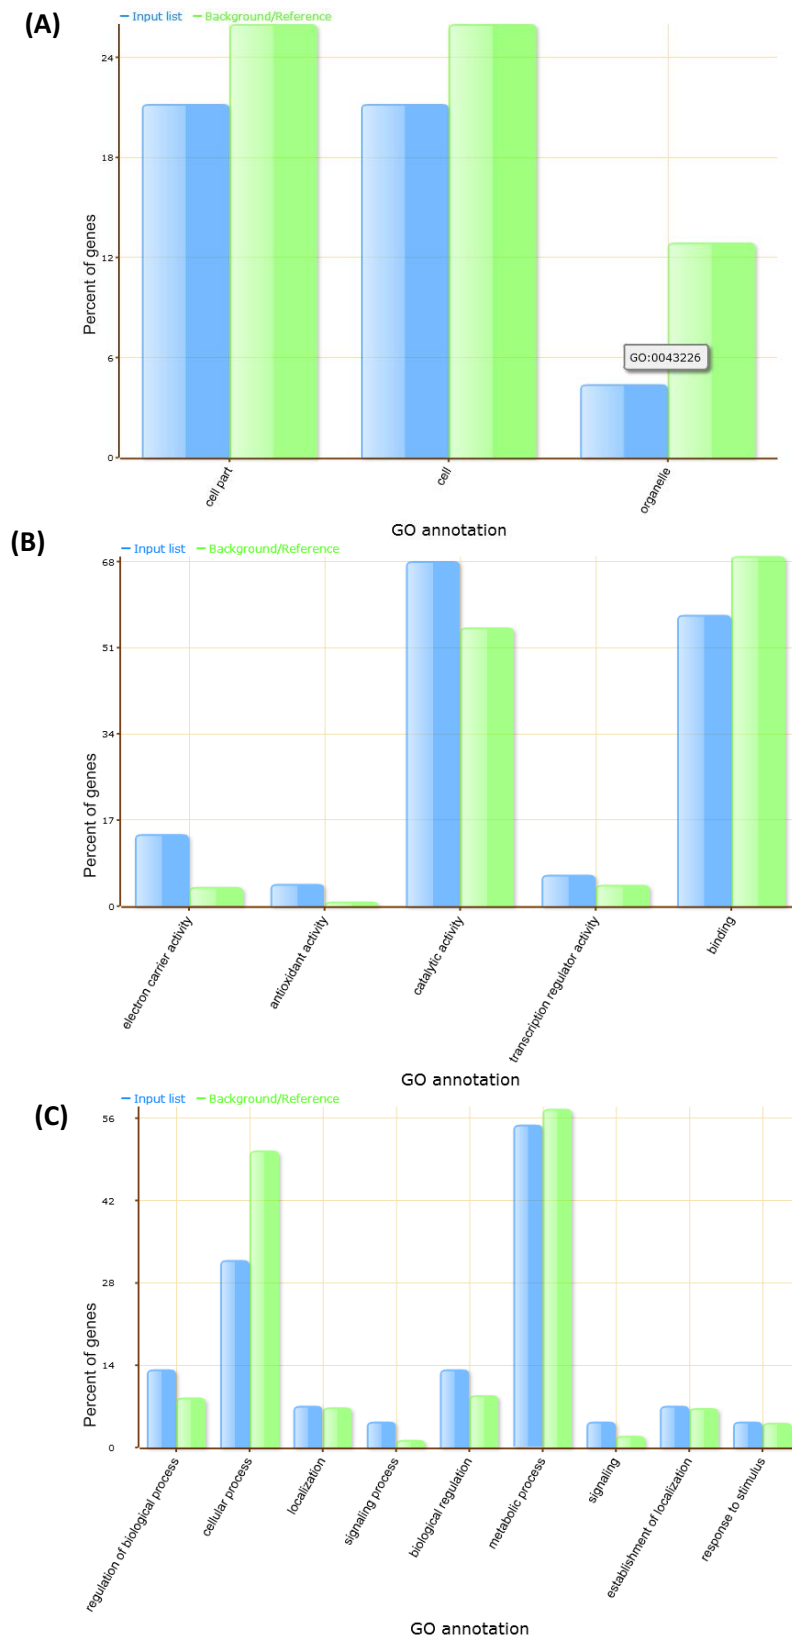 (A)
Input list Background/Reference
24
18
12
6
0
Percent of genes
GO:0043226
cell part
cell
organelle
GO annotation
(B)
Input list Background/Reference
68
51
34
17
0
Percent of genes
electron carrier activity
antioxidant activity
catalytic activity
transcription regulator activity
binding
GO annotation
(C)
Input list Background/Reference
56
42
28
14
0
Percent of genes
regulation of biological process
cellular process
localization
signaling process
biological regulation
metabolic process
signaling
establishment of localization
response to stimulus
GO annotation